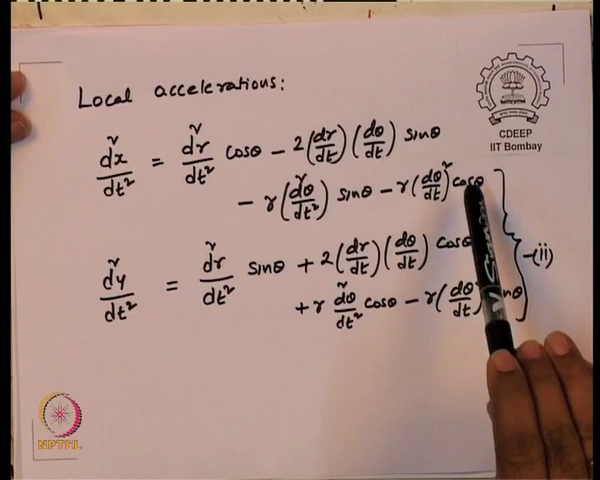 Local accelerations:
d²x/dt² = d²r/dt² cosθ − 2(dr/dt)(dθ/dt) sinθ
− r(d²θ/dt²) sinθ − r(dθ/dt)² cosθ
d²y/dt² = d²r/dt² sinθ + 2(dr/dt)(dθ/dt) cosθ
+ r d²θ/dt² cosθ − r(dθ/dt)
-(ii)
CDEEP
IIT Bombay
NPTEL